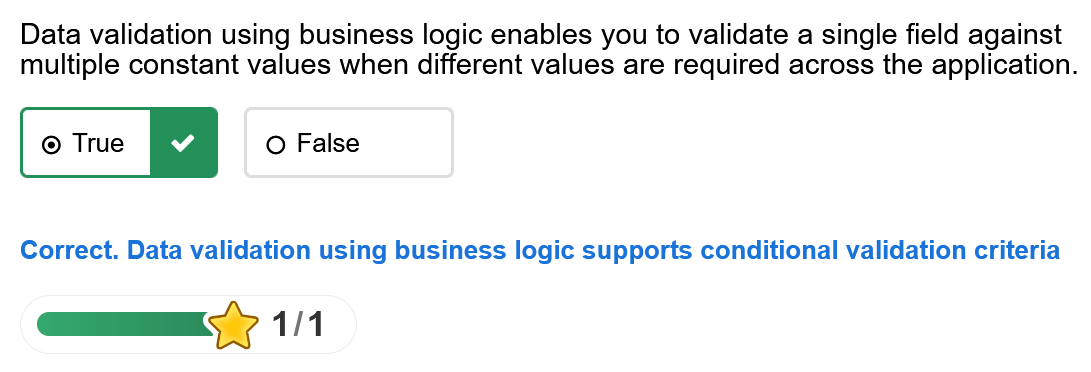 Data validation using business logic enables you to validate a single field against
multiple constant values when different values are required across the application.
True
False
Correct. Data validation using business logic supports conditional validation criteria
1/1